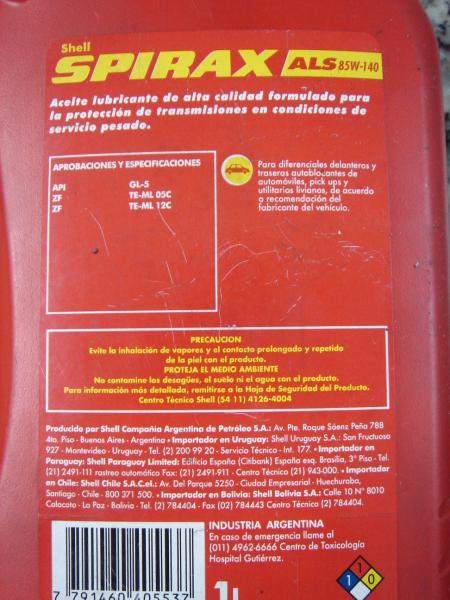 Shell
SPIRAX ALS 85W-140
Aceite lubricante de alta calidad formulado para
la protección de transmisiones en condiciones de
servicio pesado.
APROBACIONES Y ESPECIFICACIONES
API GL-5
ZF TE-ML 05C
ZF TE-ML 12C
Para diferenciales delanteros y
traseros autoblocantes de
automóviles, pick ups y
utilitarios livianos, de acuerdo
a recomendación del
fabricante del vehículo.
PRECAUCION
Evite la inhalación de vapores y el contacto prolongado y repetido
de la piel con el producto.
PROTEJA EL MEDIO AMBIENTE
No contamine los desagües, el suelo ni el agua con el producto.
Para información más detallada, remitirse a la Hoja de Seguridad del Producto.
Centro Técnico Shell (54 11) 4126-4004
Producido por Shell Compañia Argentina de Petróleo S.A.: Av. Pte. Roque Sáenz Peña 788
4to. Piso - Buenos Aires - Argentina • Importador en Uruguay: Shell Uruguay S.A. San Fructuoso
927 - Montevideo - Uruguay - Tel. (2) 200 99 20 - Servicio Técnico - Int. 177. • Importador en
Paraguay: Shell Paraguay Limited: Edificio España (Citibank) España esq. Brasilia, 3° Piso - Tel.
(21) 2491-111 rastreo automático Fax: (21) 2491-911 - Centro Técnico (21) 943-000. • Importador
en Chile: Shell Chile S.A.C.eI.: Av. Del Parque 5250 - Ciudad Empresarial - Huechuraba,
Santiago - Chile - 800 371 500. • Importador en Bolivia: Shell Bolivia S.A.: Calle 10 N° 8010
Calacoto - La Paz - Bolivia - Tel. (2) 784404 - Fax (02) 784443 Centro Técnico (2) 784404.
INDUSTRIA ARGENTINA
En caso de emergencia llame al
(011) 4962-6666 Centro de Toxicología
Hospital Gutiérrez.
1 1 0
7 791460 405537
1L